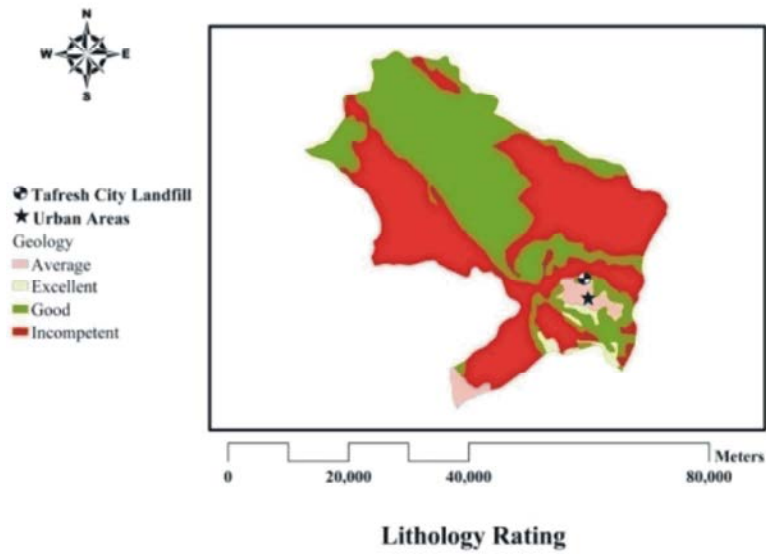 N
W E
S
Tafresh City Landfill
Urban Areas
Geology
Average
Excellent
Good
Incompetent
Meters
0 20,000 40,000 80,000
Lithology Rating